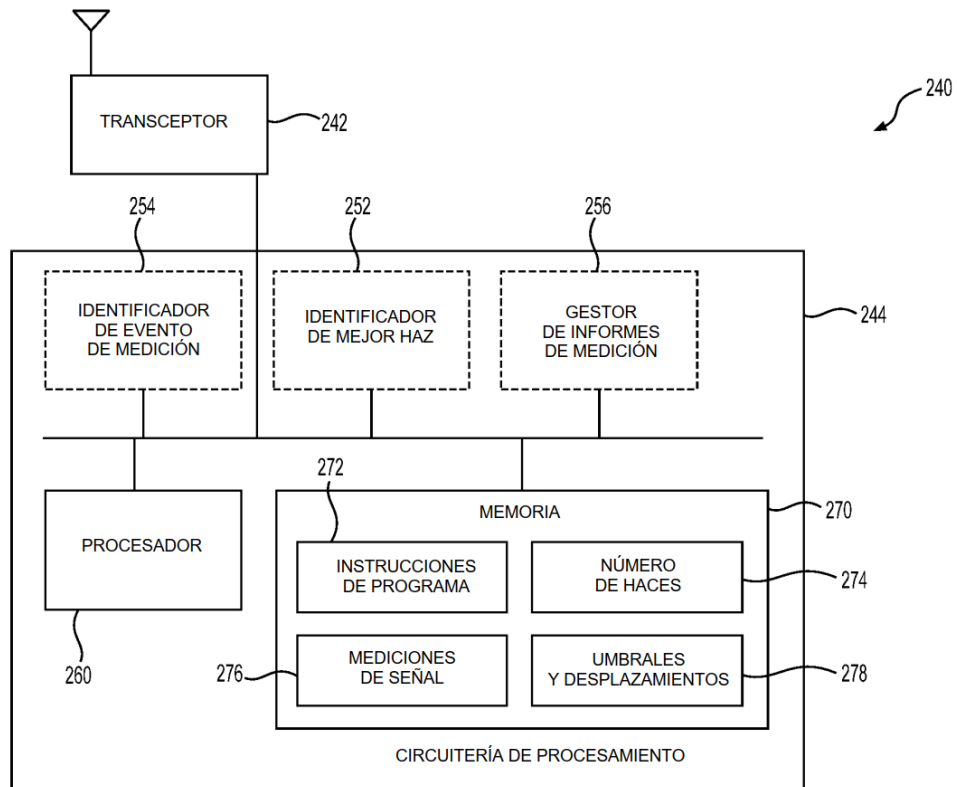 240
TRANSCEPTOR
242
254
252
256
IDENTIFICADOR
DE EVENTO
DE MEDICIÓN
IDENTIFICADOR
DE MEJOR HAZ
GESTOR
DE INFORMES
DE MEDICIÓN
244
272
MEMORIA
270
PROCESADOR
INSTRUCCIONES
DE PROGRAMA
NÚMERO
DE HACES
274
260
276
MEDICIONES
DE SEÑAL
UMBRALES
Y DESPLAZAMIENTOS
278
CIRCUITERÍA DE PROCESAMIENTO